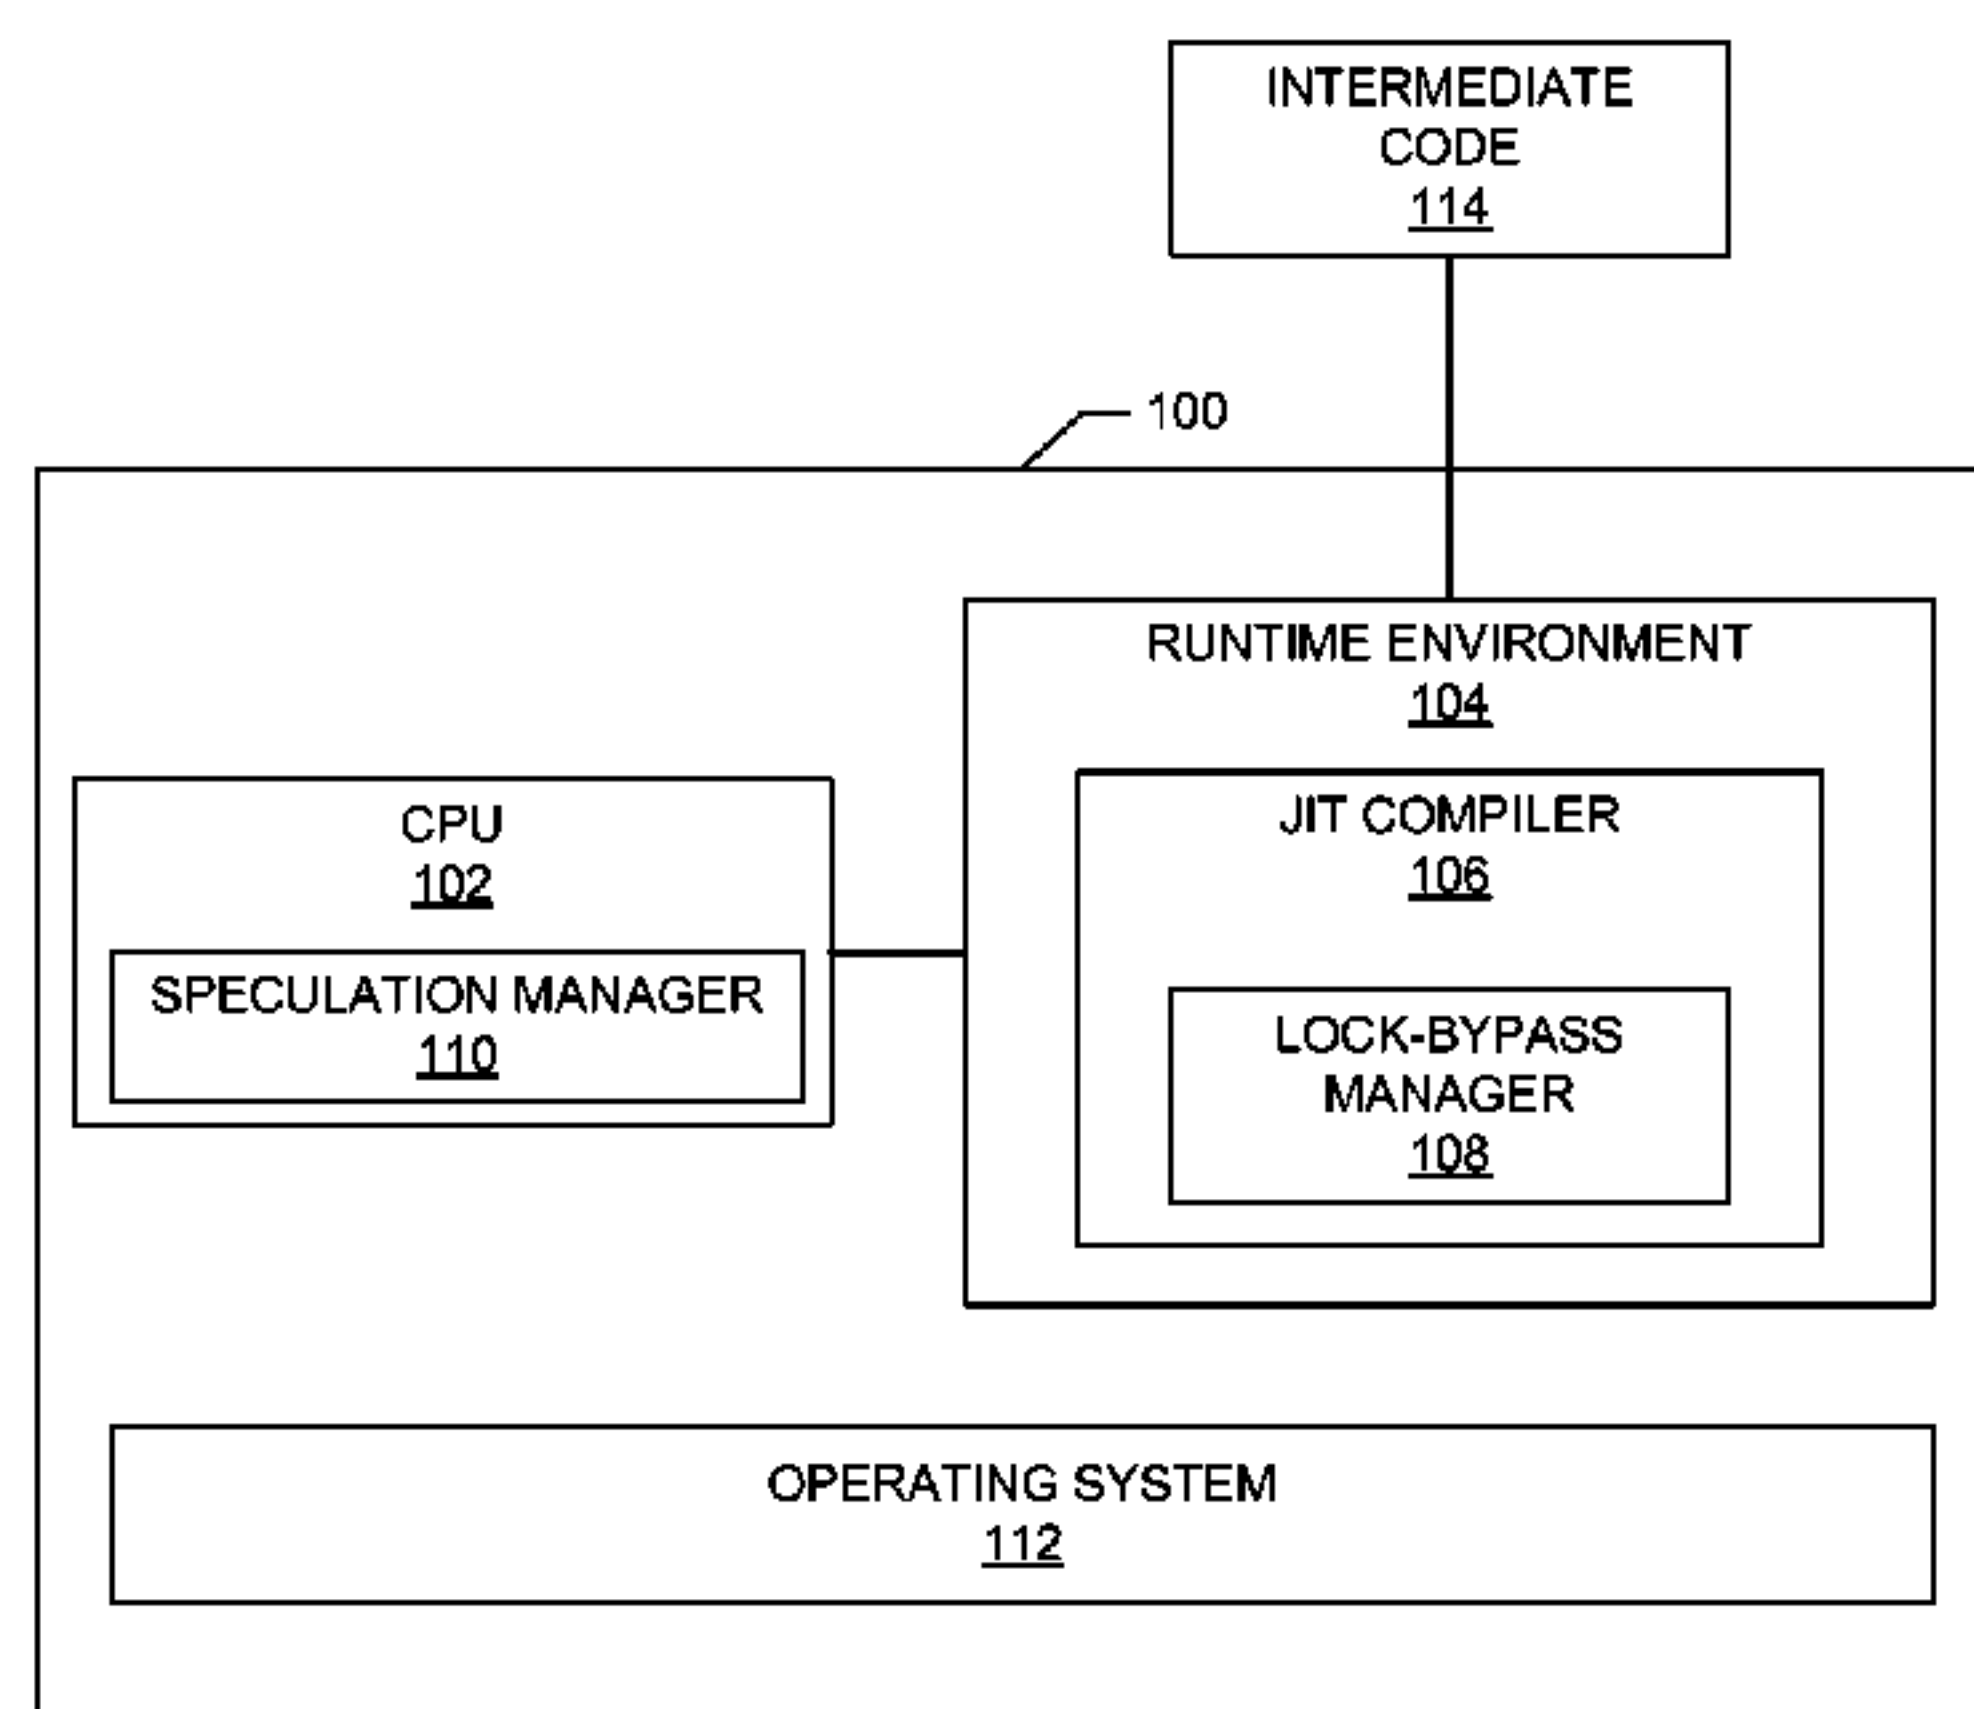 INTERMEDIATE
CODE
114
100
RUNTIME ENVIRONMENT
104
CPU
102
SPECULATION MANAGER
110
JIT COMPILER
106
LOCK-BYPASS
MANAGER
108
OPERATING SYSTEM
112